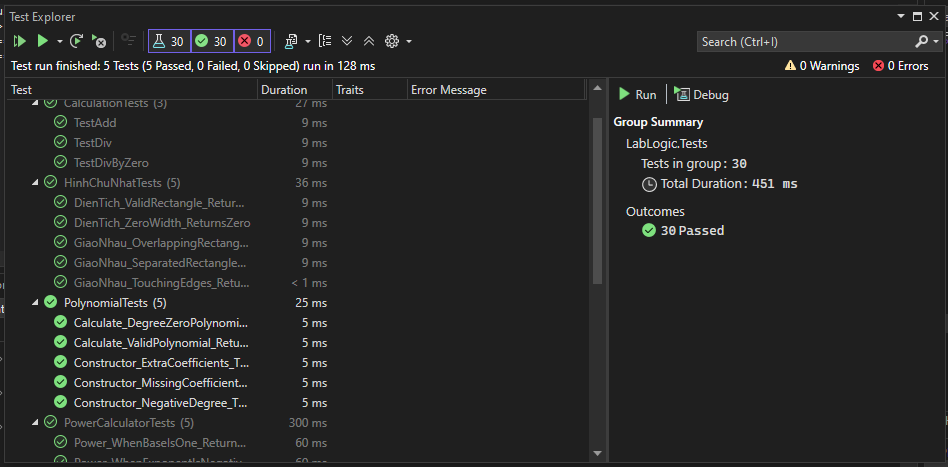 Test Explorer
30 30 0
Search (Ctrl+I)
Test run finished: 5 Tests (5 Passed, 0 Failed, 0 Skipped) run in 128 ms
0 Warnings 0 Errors
Test Duration Traits Error Message
CalculationTests (3) 27 ms
TestAdd 9 ms
TestDiv 9 ms
TestDivByZero 9 ms
HinhChuNhatTests (5) 36 ms
DienTich_ValidRectangle_Retur... 9 ms
DienTich_ZeroWidth_ReturnsZero 9 ms
GiaoNhau_OverlappingRectang... 9 ms
GiaoNhau_SeparatedRectangle... 9 ms
GiaoNhau_TouchingEdges_Retu... < 1 ms
PolynomialTests (5) 25 ms
Calculate_DegreeZeroPolynomi... 5 ms
Calculate_ValidPolynomial_Retu... 5 ms
Constructor_ExtraCoefficients_T... 5 ms
Constructor_MissingCoefficient... 5 ms
Constructor_NegativeDegree_T... 5 ms
PowerCalculatorTests (5) 300 ms
Power_WhenBaseIsOne_Return... 60 ms
Power_WhenExponentIsNegativ... 60 ms
Run Debug
Group Summary
LabLogic.Tests
Tests in group: 30
Total Duration: 451 ms
Outcomes
30 Passed